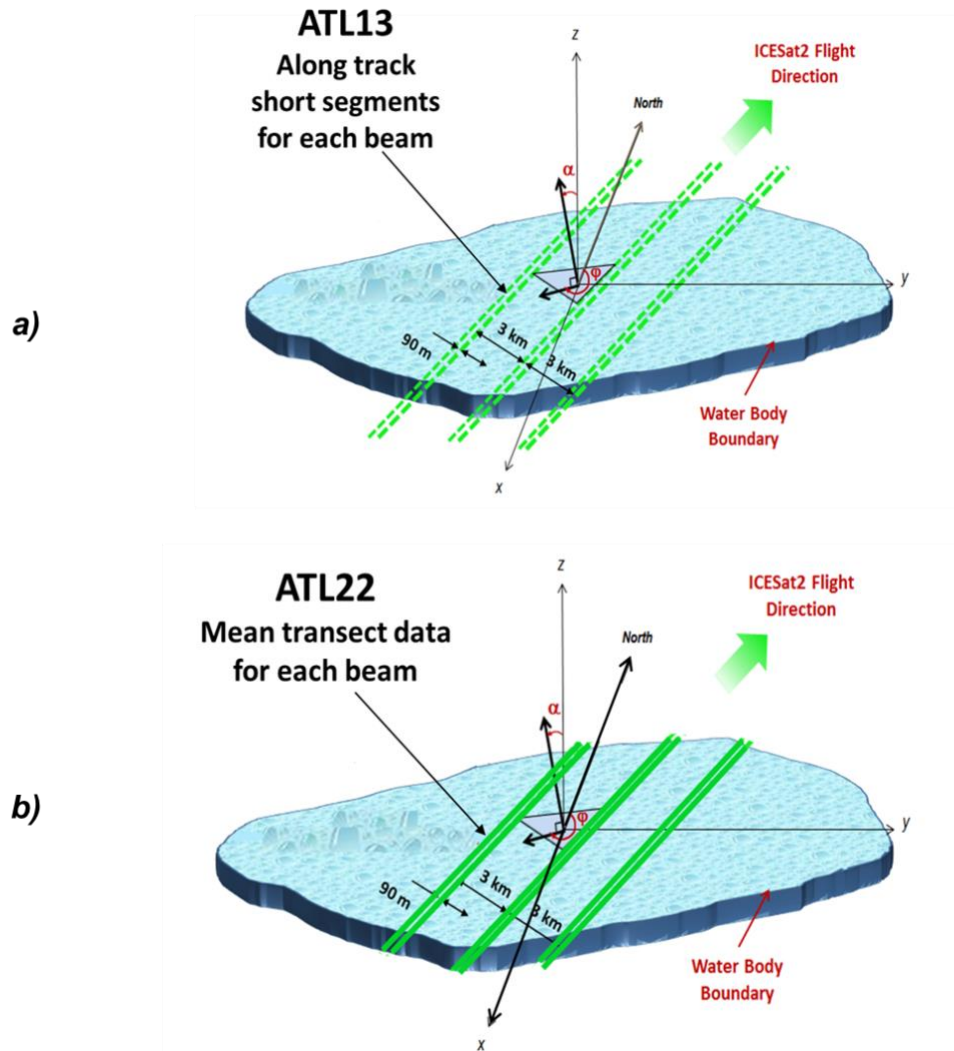 ATL13
Along track
short segments
for each beam
z
ICESat2 Flight
Direction
North
α
φ
y
a)
90 m
3 km
3 km
Water Body
Boundary
x
ATL22
Mean transect data
for each beam
z
ICESat2 Flight
Direction
North
α
φ
y
b)
90 m
3 km
3 km
Water Body
Boundary
x